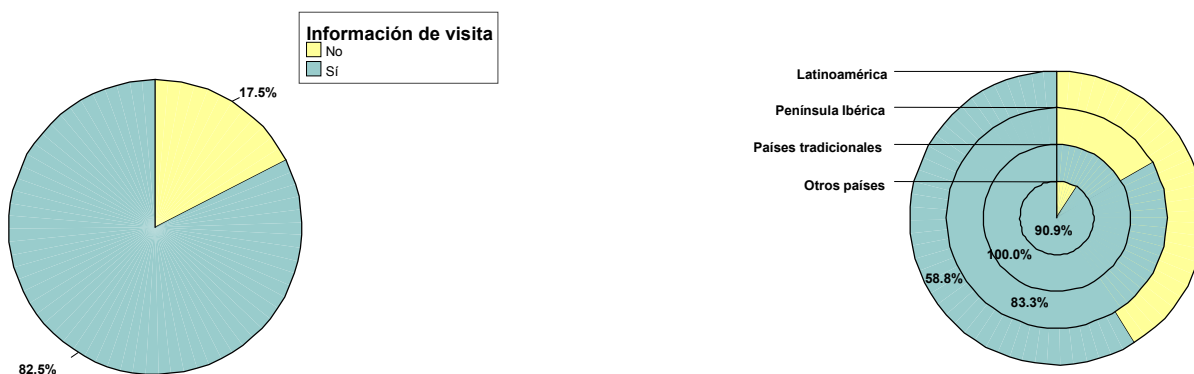 Información de visita
No
Sí
17.5%
82.5%
Latinoamérica
Península Ibérica
Países tradicionales
Otros países
90.9%
100.0%
58.8%
83.3%